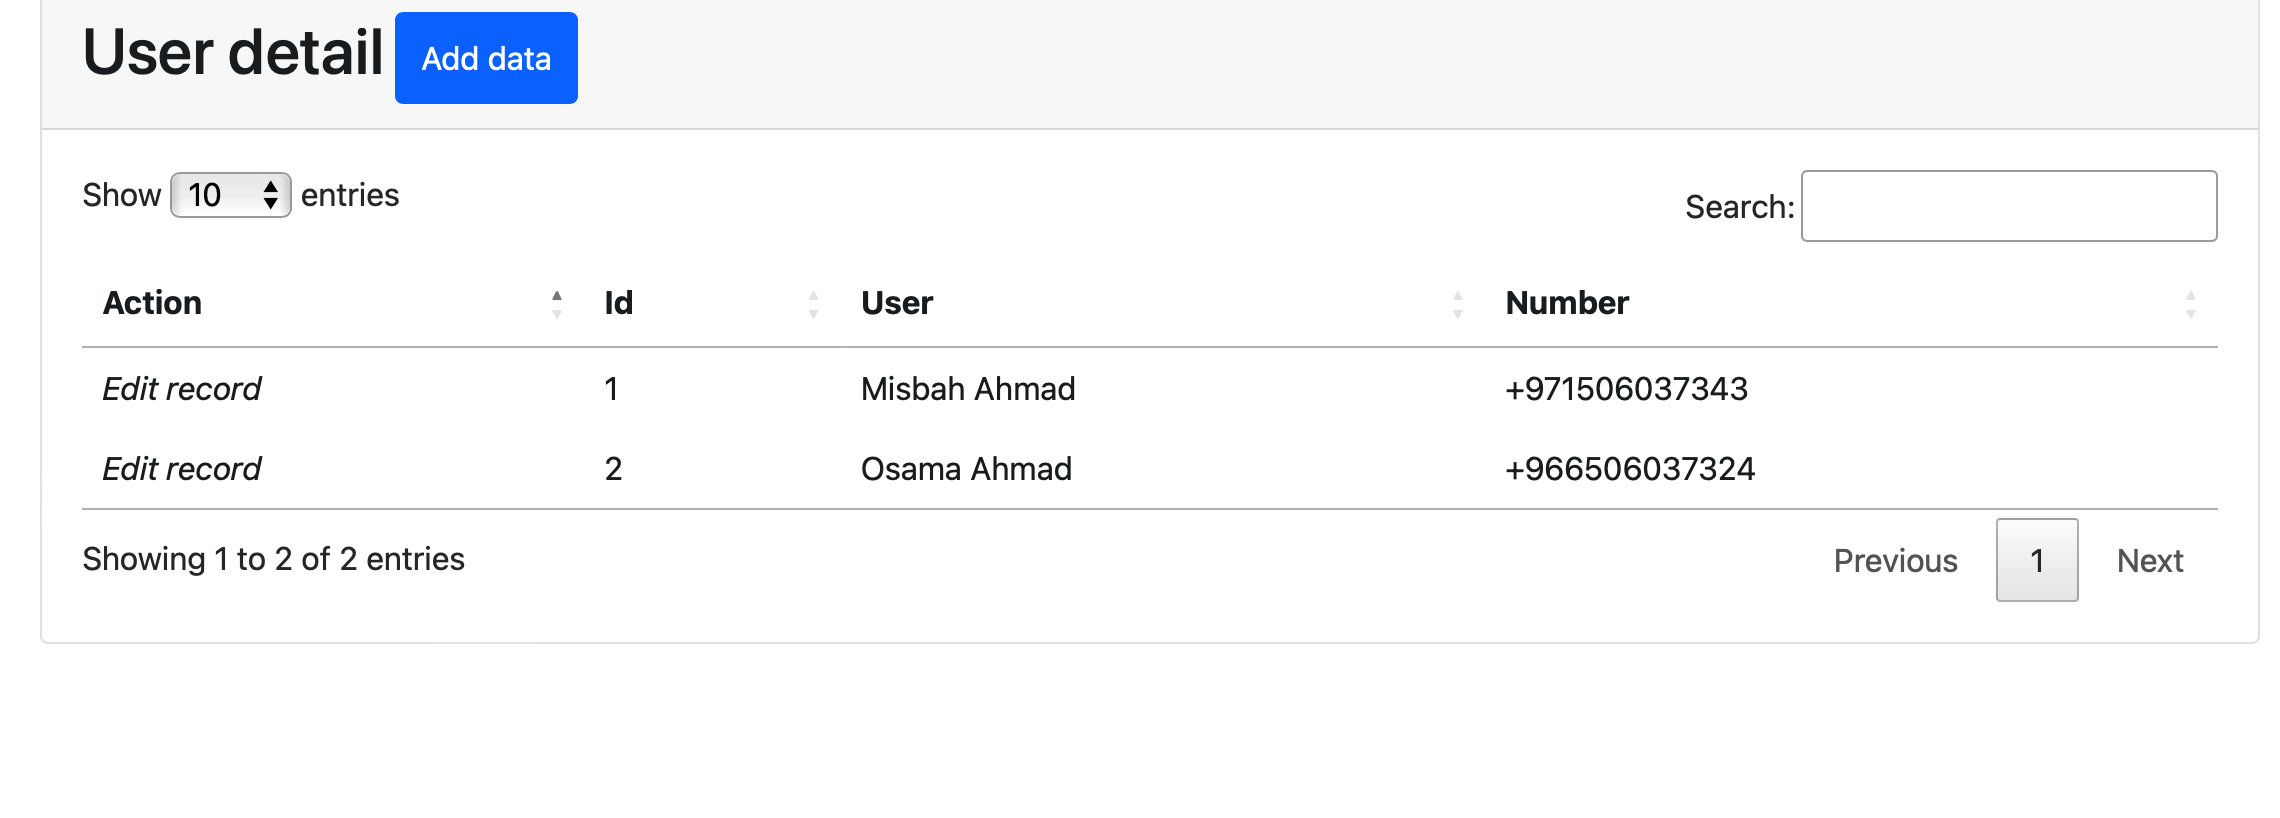 User detail Add data
Show 10 entries Search:
Action Id User Number
Edit record 1 Misbah Ahmad +971506037343
Edit record 2 Osama Ahmad +966506037324
Showing 1 to 2 of 2 entries Previous 1 Next